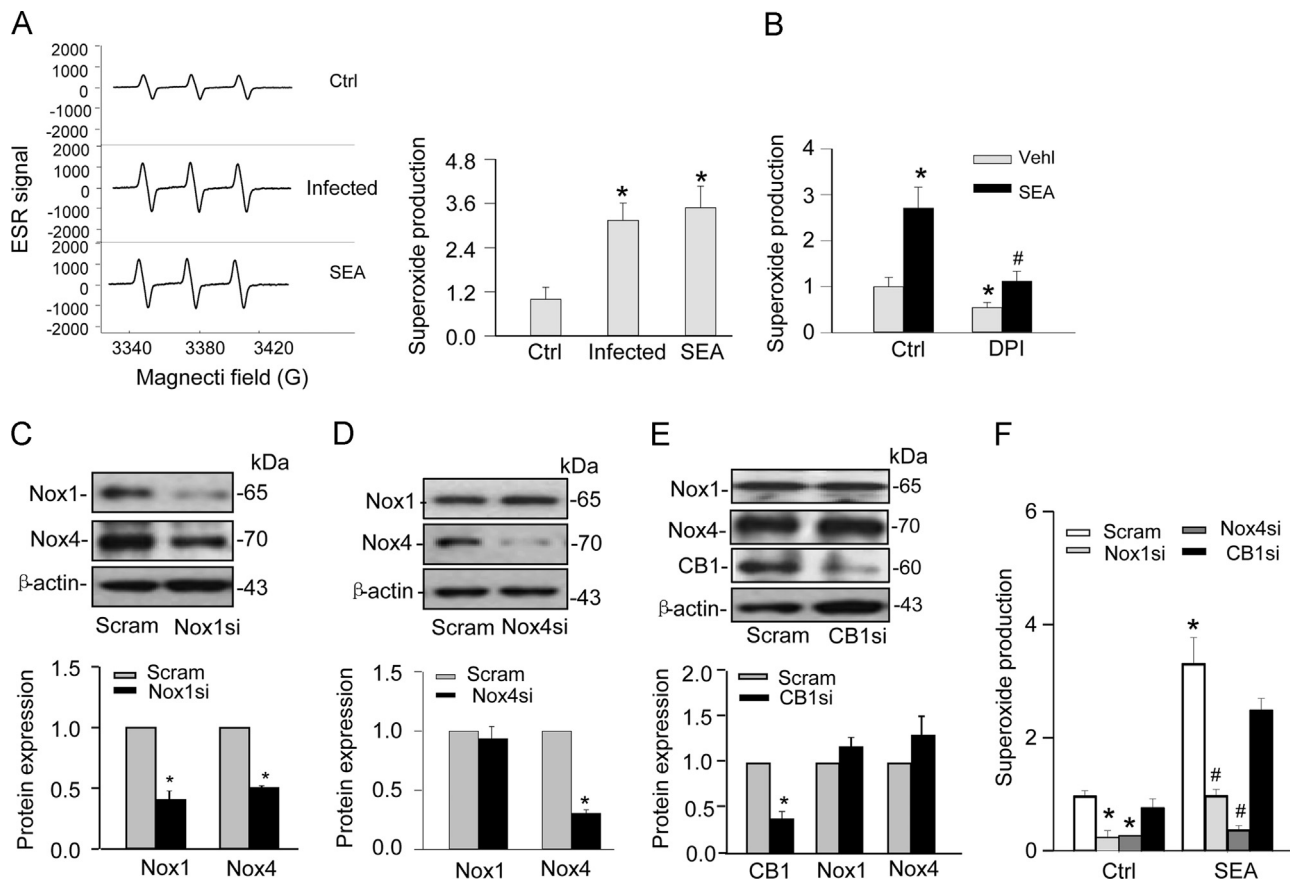 A
ESR signal
2000
1000
0
-1000
-2000
Ctrl
2000
1000
0
-1000
-2000
Infected
2000
1000
0
-1000
-2000
SEA
3340 3380 3420
Magnecti field (G)
Superoxide production
4.8
3.6
2.4
1.2
0.0
* *
Ctrl Infected SEA
B
Superoxide production
4
3
2
1
0
Vehl
SEA
*
* #
Ctrl DPI
C
kDa
Nox1- -65
Nox4- -70
β-actin- -43
Scram Nox1si
Protein expression
1.5
1.0
0.5
0.0
Scram
Nox1si
* *
Nox1 Nox4
D
kDa
Nox1 - -65
Nox4 - -70
β-actin- -43
Scram Nox4si
Protein expression
1.5
1.0
0.5
0.0
Scram
Nox4si
*
Nox1 Nox4
E
kDa
Nox1- -65
Nox4- -70
CB1- -60
β-actin- -43
Scram CB1si
Protein expression
2.0
1.5
1.0
0.5
0.0
Scram
CB1si
*
CB1 Nox1 Nox4
F
Superoxide production
8
6
4
2
0
Scram Nox4si
Nox1si CB1si
* *
*
# #
Ctrl SEA